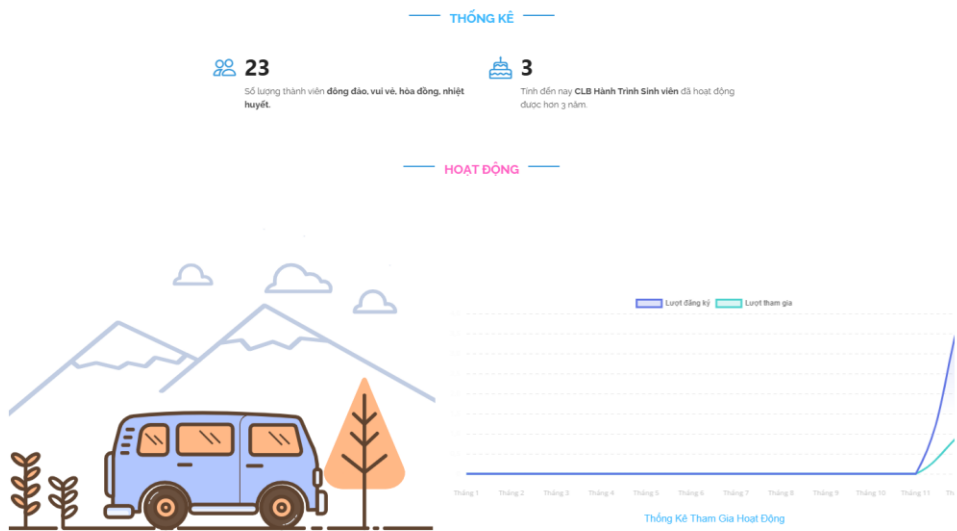 THỐNG KÊ
23
Số lượng thành viên đông đảo, vui vẻ, hòa đồng, nhiệt
huyết.
3
Tính đến nay CLB Hành Trình Sinh viên đã hoạt động
được hơn 3 năm.
HOẠT ĐỘNG
Lượt đăng ký Lượt tham gia
Tháng 1 Tháng 2 Tháng 3 Tháng 4 Tháng 5 Tháng 6 Tháng 7 Tháng 8 Tháng 9 Tháng 10 Tháng 11
Thống Kê Tham Gia Hoạt Động